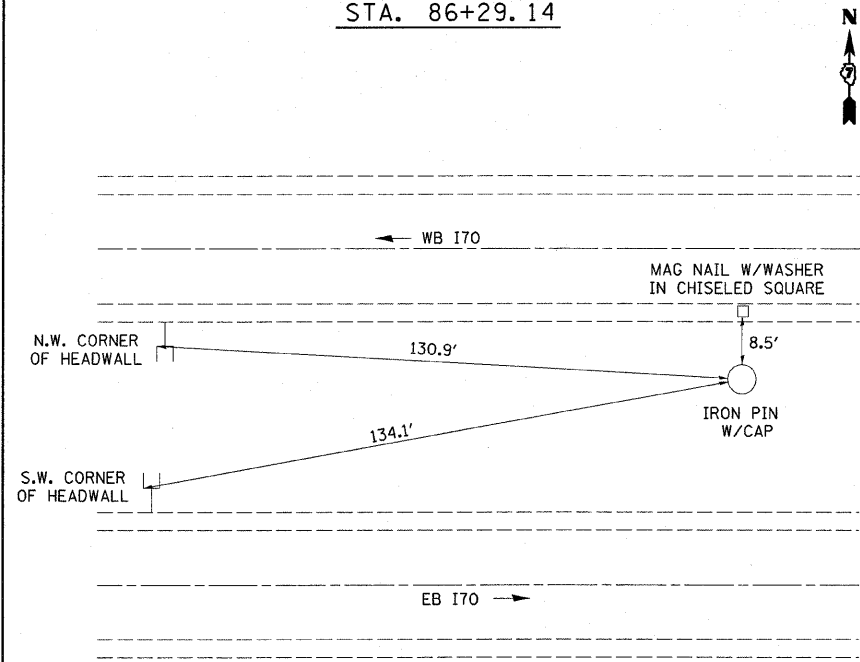 STA. 86+29.14
N
7
WB I70
MAG NAIL W/WASHER
IN CHISELED SQUARE
N.W. CORNER
OF HEADWALL
130.9'
8.5'
IRON PIN
W/CAP
134.1'
S.W. CORNER
OF HEADWALL
EB I70